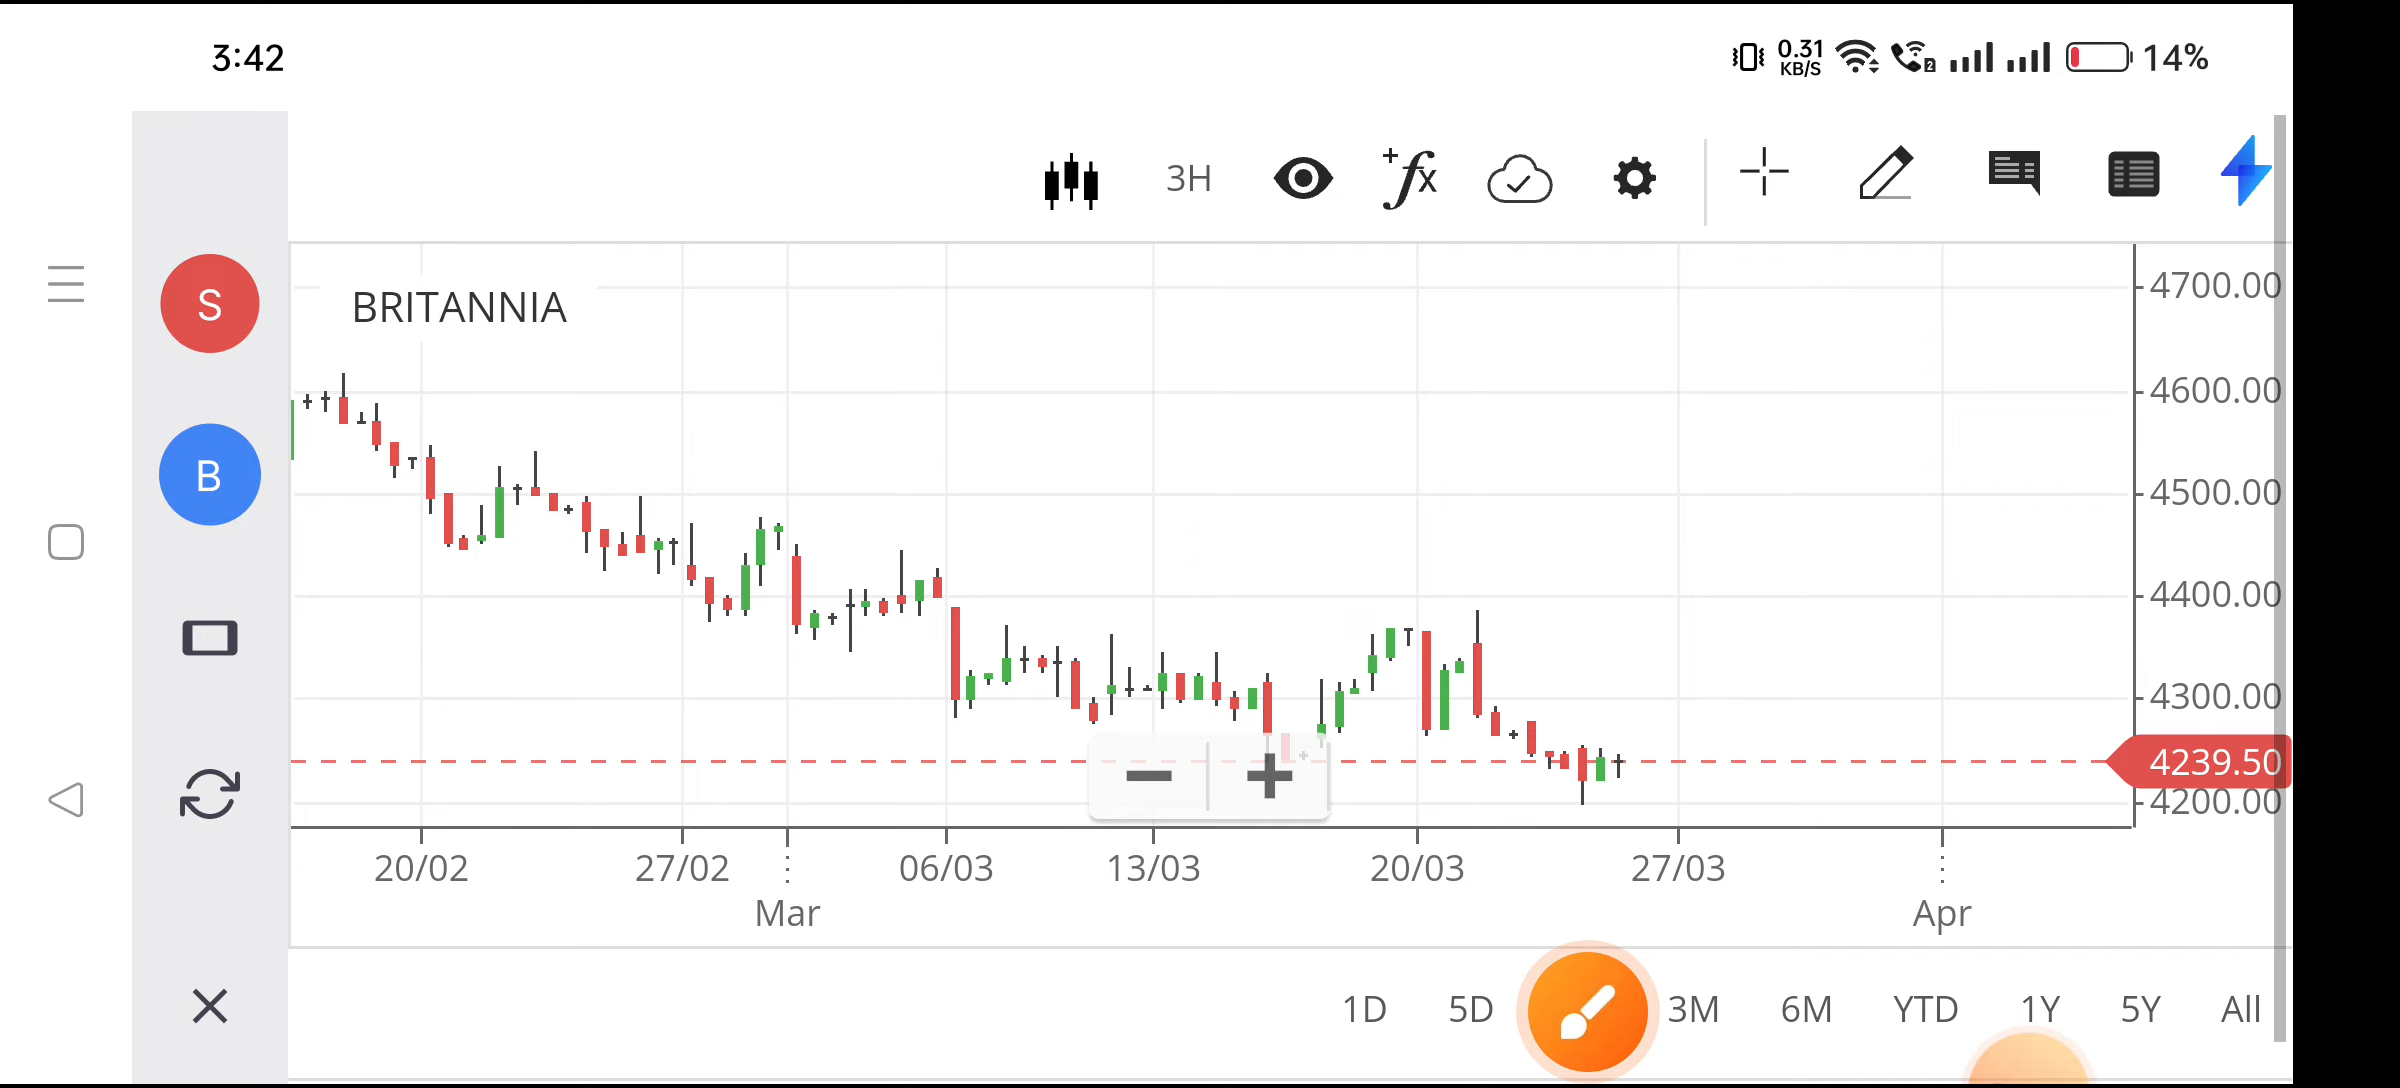 3:42
0.31
KB/S
2
14%
3H
+fx
S
B
BRITANNIA
4700.00
4600.00
4500.00
4400.00
4300.00
4239.50
4200.00
20/02
27/02
06/03
13/03
20/03
27/03
Mar
Apr
1D
5D
3M
6M
YTD
1Y
5Y
All